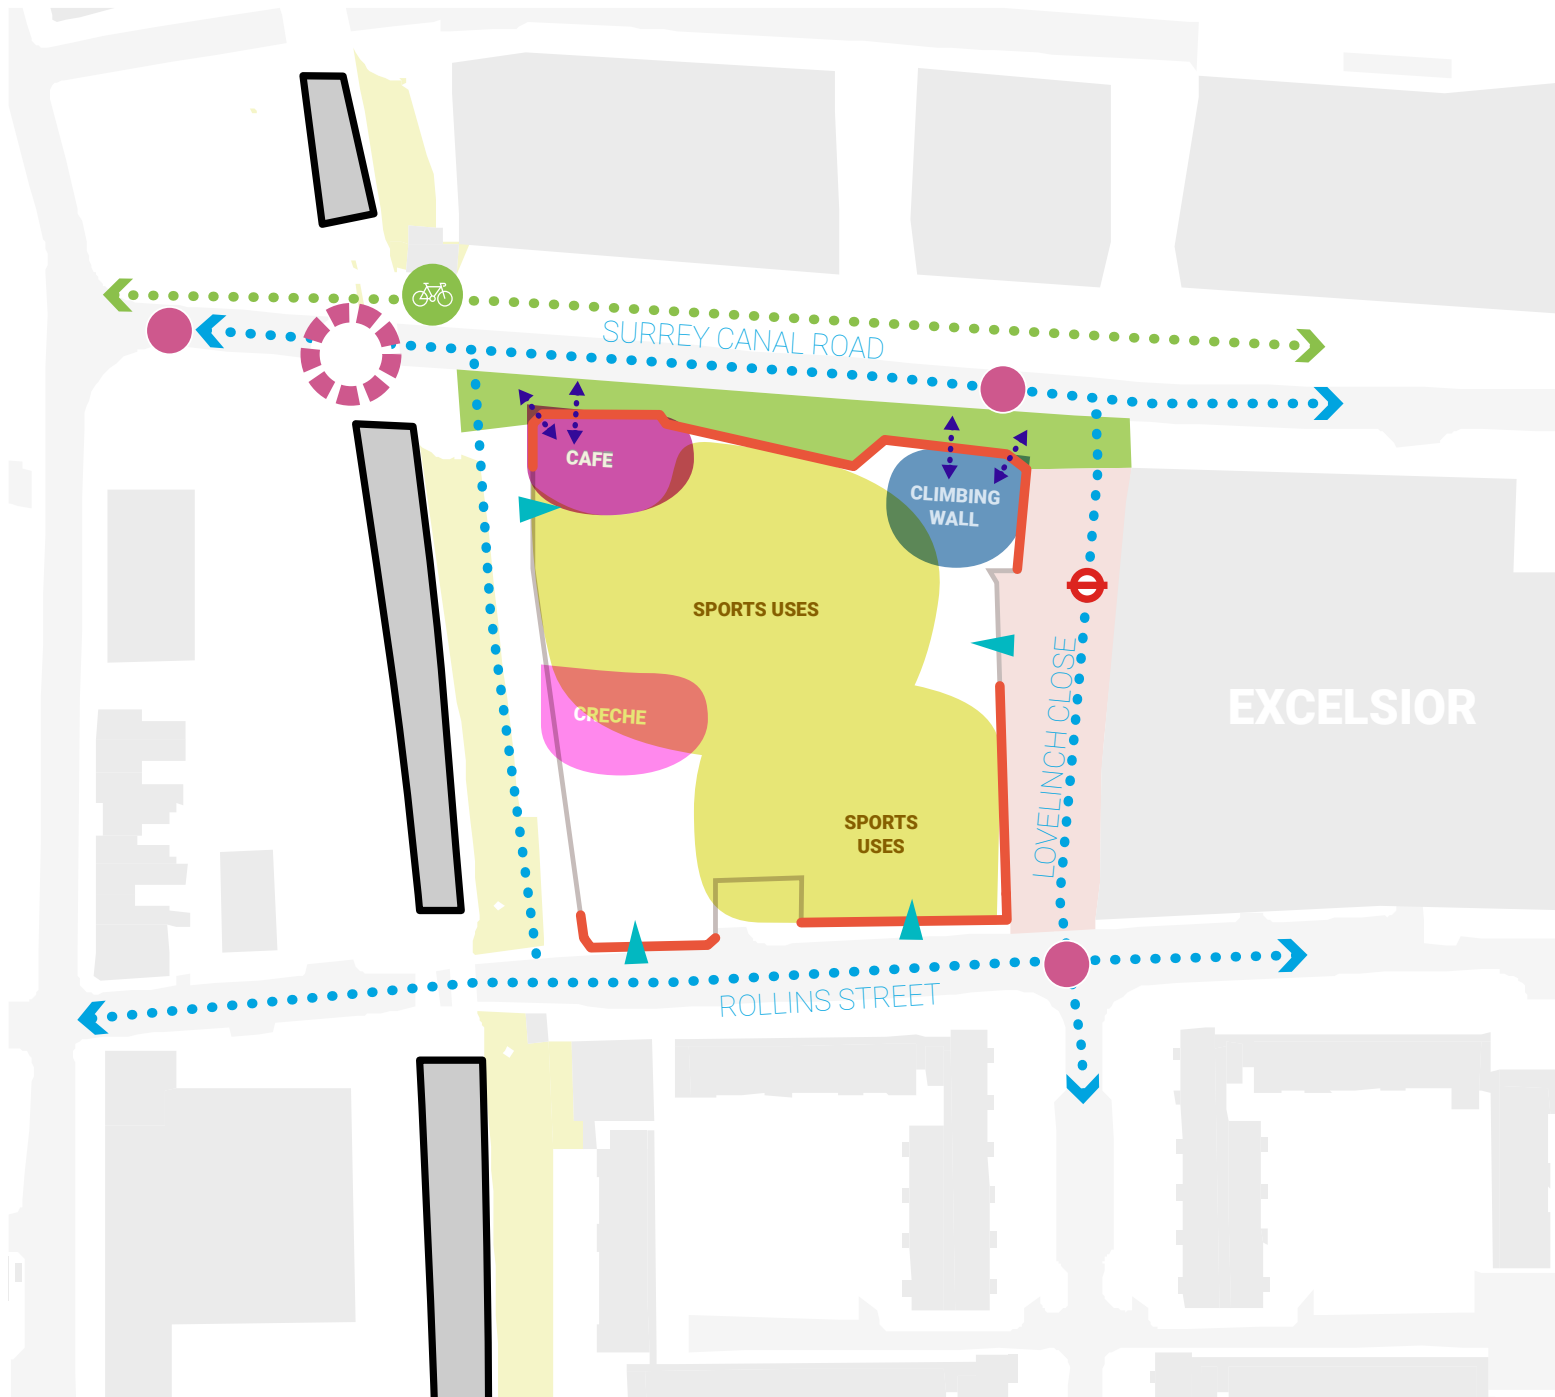 SURREY CANAL ROAD
CAFE
CLIMBING
WALL
SPORTS USES
LOVELINCH CLOSE
EXCELSIOR
CRECHE
SPORTS
USES
ROLLINS STREET